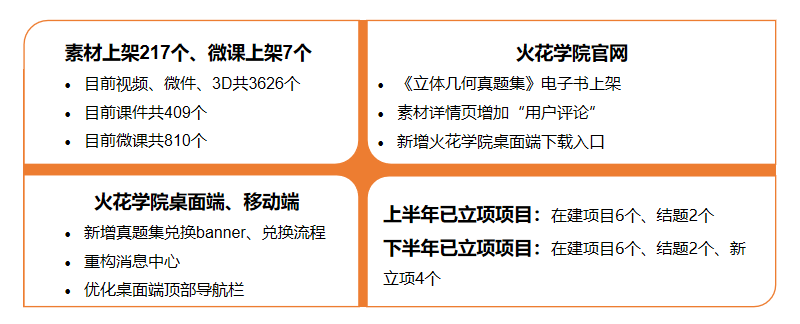 素材上架217个、微课上架7个
• 目前视频、微件、3D共3626个
• 目前课件共409个
• 目前微课共810个
火花学院官网
• 《立体几何真题集》电子书上架
• 素材详情页增加“用户评论”
• 新增火花学院桌面端下载入口
火花学院桌面端、移动端
• 新增真题集兑换banner、兑换流程
• 重构消息中心
• 优化桌面端顶部导航栏
上半年已立项项目：在建项目6个、结题2个
下半年已立项项目：在建项目6个、结题2个、新
立项4个